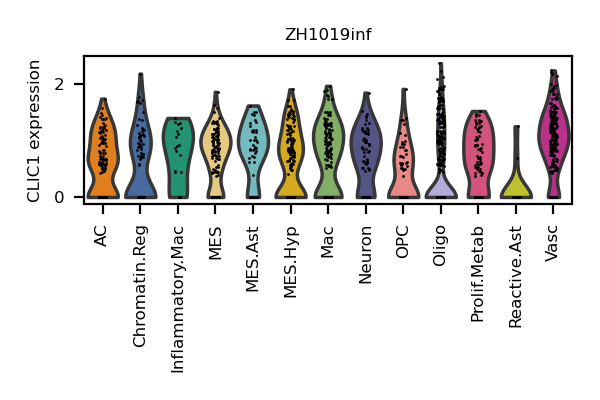 ZH1019inf
CLIC1 expression
2
0
AC
Chromatin.Reg
Inflammatory.Mac
MES
MES.Ast
MES.Hyp
Mac
Neuron
OPC
Oligo
Prolif.Metab
Reactive.Ast
Vasc